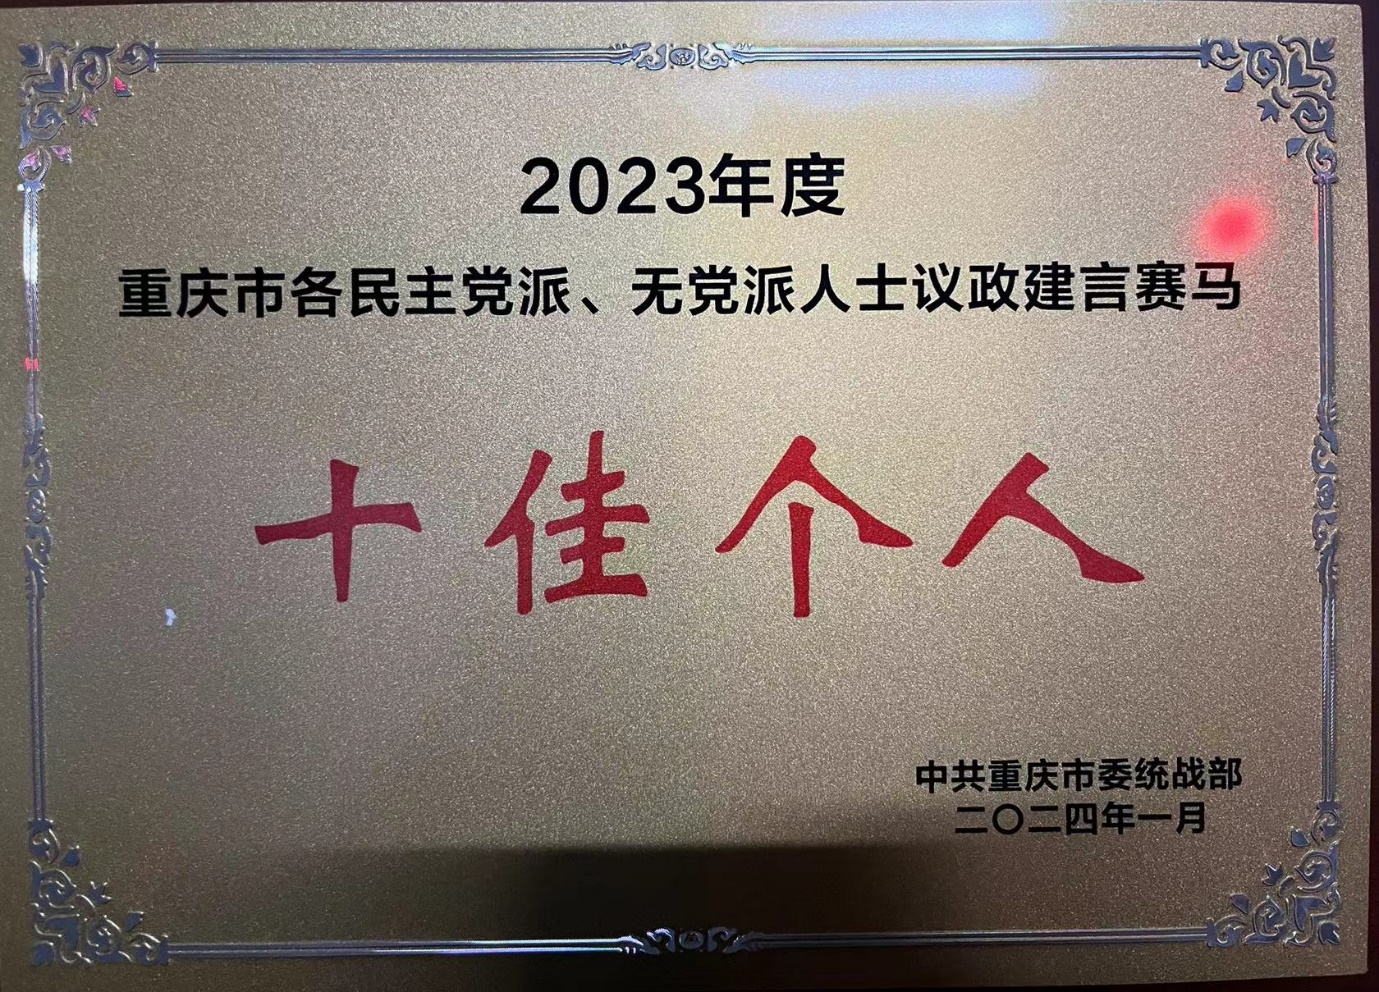 2023年度
重庆市各民主党派、无党派人士议政建言赛马
十佳个人
中共重庆市委统战部
二〇二四年一月